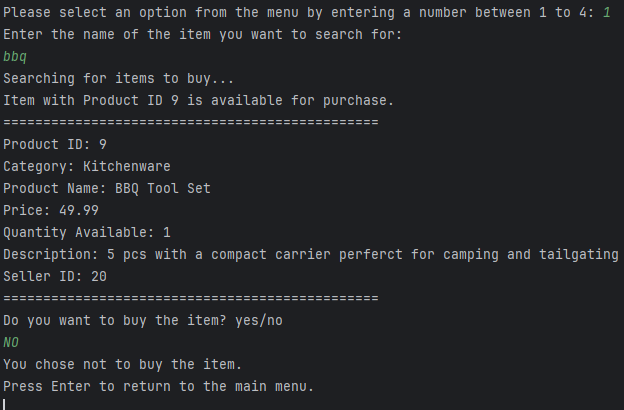 Please select an option from the menu by entering a number between 1 to 4: 1
Enter the name of the item you want to search for:
bbq
Searching for items to buy...
Item with Product ID 9 is available for purchase.
===============================================
Product ID: 9
Category: Kitchenware
Product Name: BBQ Tool Set
Price: 49.99
Quantity Available: 1
Description: 5 pcs with a compact carrier perferct for camping and tailgating
Seller ID: 20
===============================================
Do you want to buy the item? yes/no
NO
You chose not to buy the item.
Press Enter to return to the main menu.